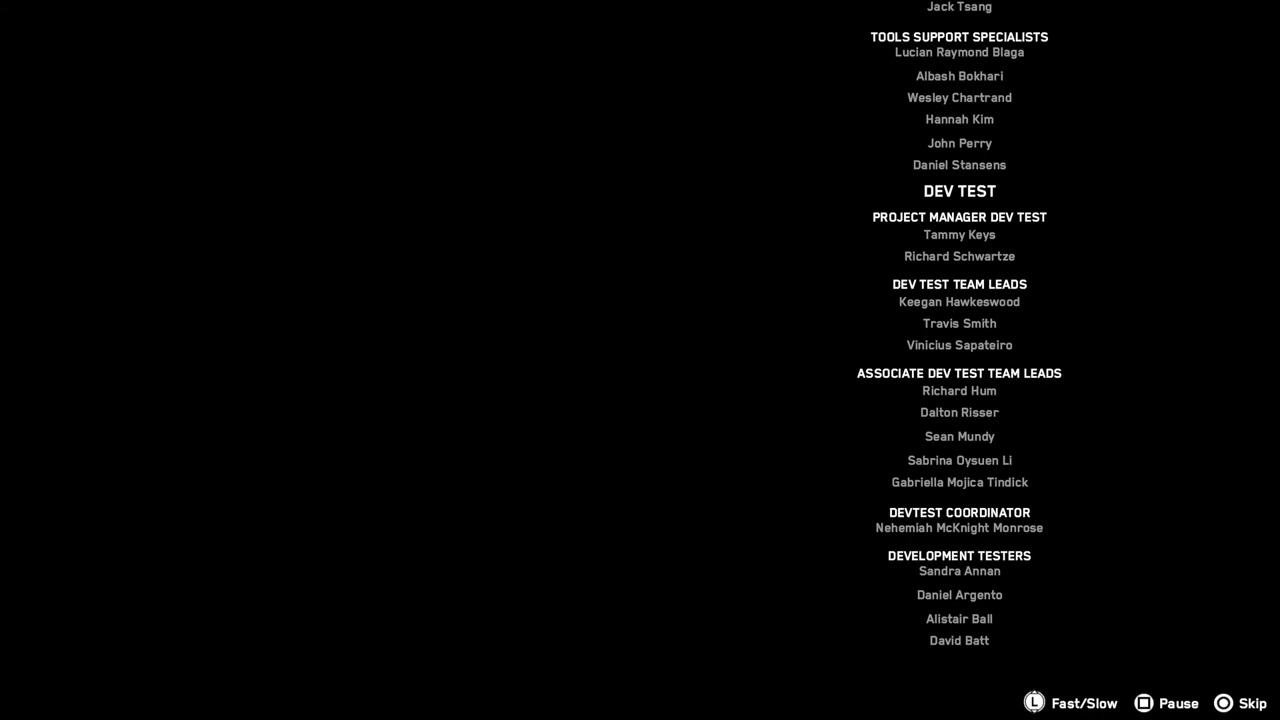 Jack Tsang
TOOLS SUPPORT SPECIALISTS
Lucian Raymond Blaga
Albash Bokhari
Wesley Chartrand
Hannah Kim
John Perry
Daniel Stansens
DEV TEST
PROJECT MANAGER DEV TEST
Tammy Keys
Richard Schwartze
DEV TEST TEAM LEADS
Keegan Hawkeswood
Travis Smith
Vinicius Sapateiro
ASSOCIATE DEV TEST TEAM LEADS
Richard Hum
Dalton Risser
Sean Mundy
Sabrina Oysuen Li
Gabriella Mojica Tindick
DEVTEST COORDINATOR
Nehemiah McKnight Monrose
DEVELOPMENT TESTERS
Sandra Annan
Daniel Argento
Alistair Ball
David Batt
L Fast/Slow Pause Skip